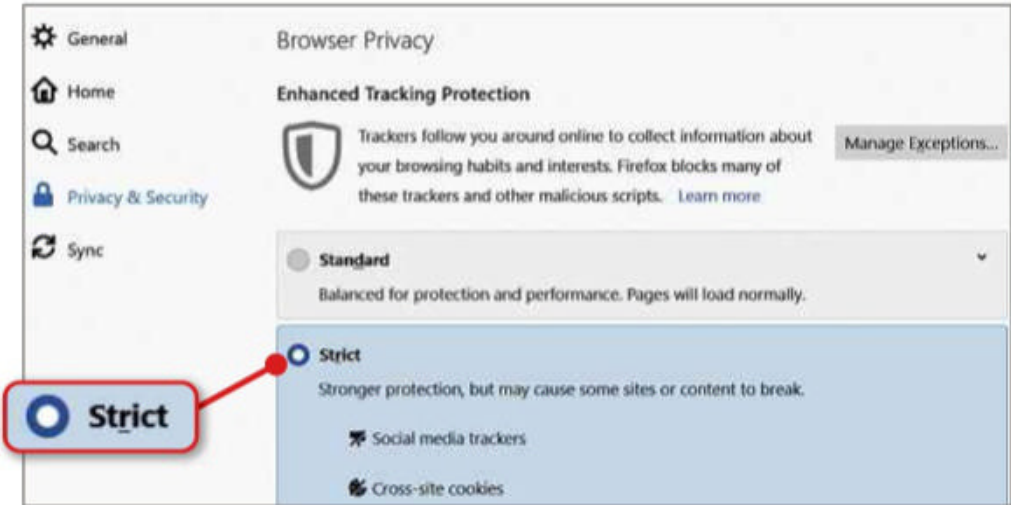 General
Home
Search
Privacy & Security
Sync
Browser Privacy
Enhanced Tracking Protection
Trackers follow you around online to collect information about
your browsing habits and interests. Firefox blocks many of
these trackers and other malicious scripts. Learn more
Manage Exceptions...
Standard
Balanced for protection and performance. Pages will load normally.
Strict
Stronger protection, but may cause some sites or content to break.
Social media trackers
Cross-site cookies
Strict